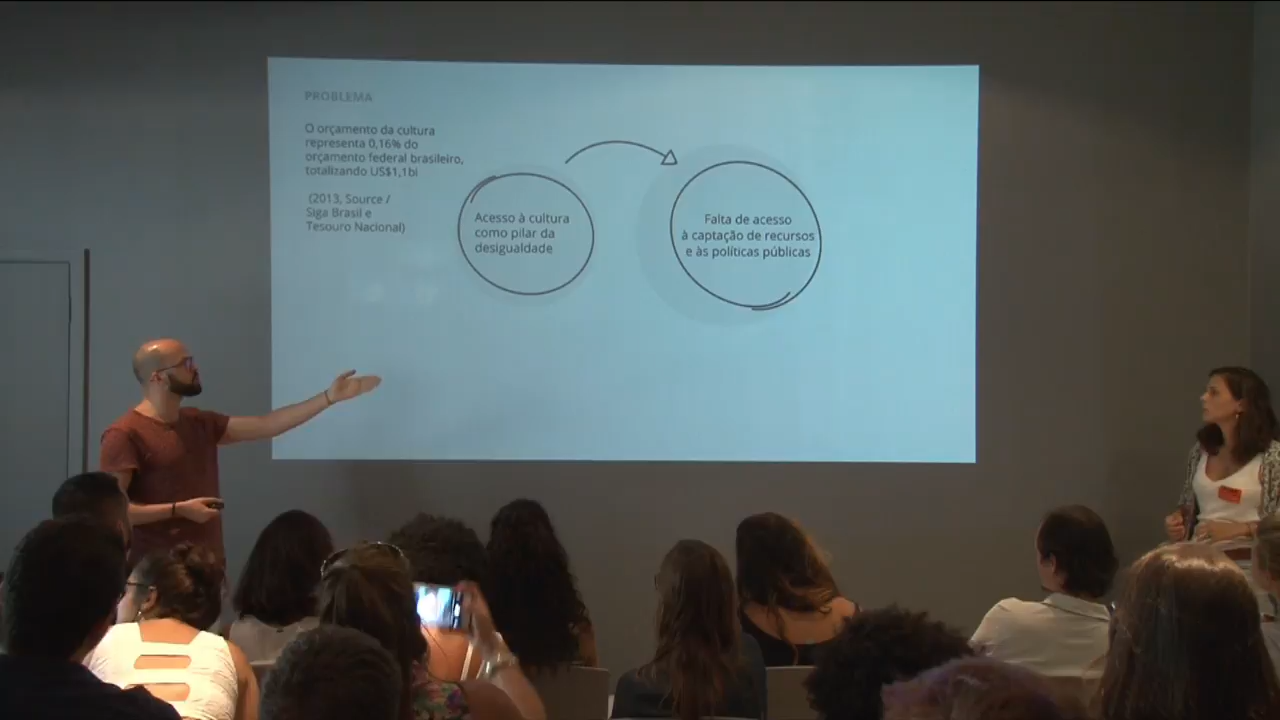 PROBLEMA
O orçamento da cultura
representa 0,16% do
orçamento federal brasileiro,
totalizando US$1,1bi
(2013, Source /
Siga Brasil e
Tesouro Nacional)
Acesso à cultura
como pilar da
desigualdade
Falta de acesso
à captação de recursos
e às políticas públicas